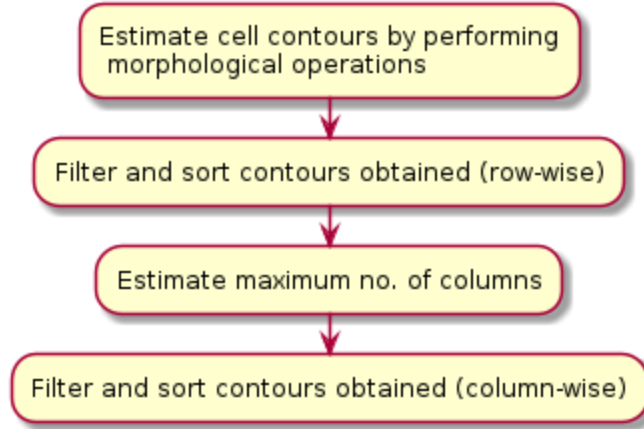 Estimate cell contours by performing
morphological operations
Filter and sort contours obtained (row-wise)
Estimate maximum no. of columns
Filter and sort contours obtained (column-wise)